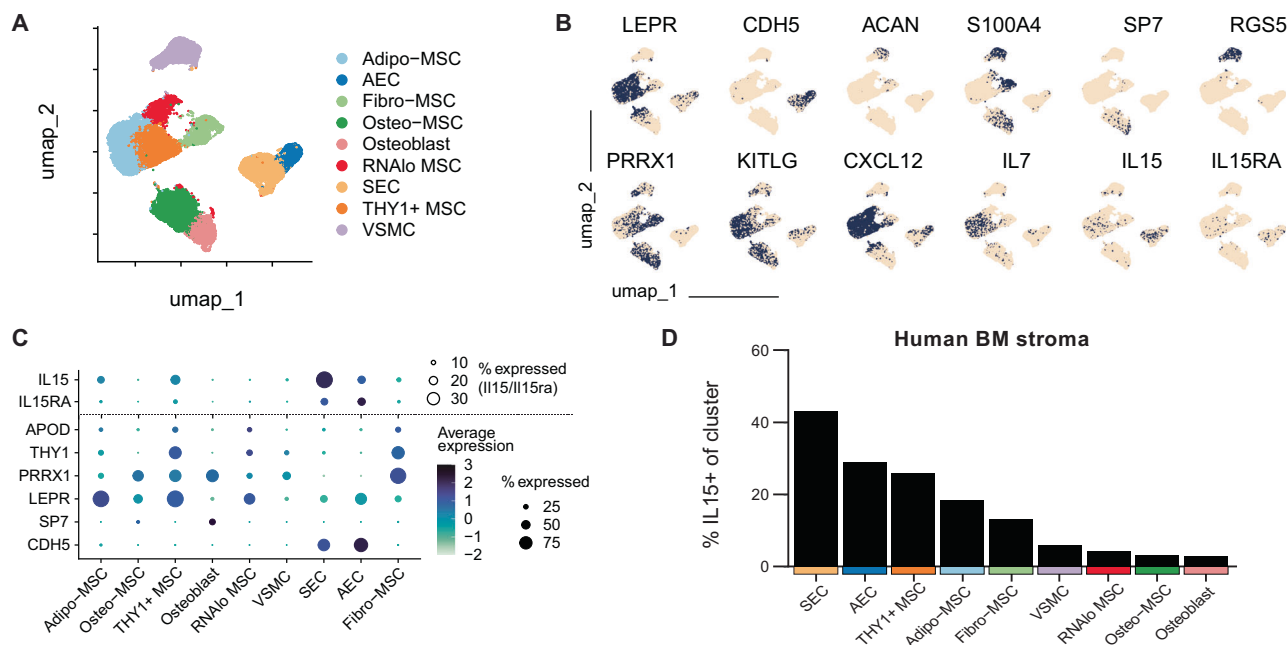 A
umap_2
umap_1
Adipo−MSC
AEC
Fibro−MSC
Osteo−MSC
Osteoblast
RNAlo MSC
SEC
THY1+ MSC
VSMC
B
LEPR CDH5 ACAN S100A4 SP7 RGS5
PRRX1 KITLG CXCL12 IL7 IL15 IL15RA
umap_2
umap_1
C
IL15
IL15RA
APOD
THY1
PRRX1
LEPR
SP7
CDH5
Adipo−MSC
Osteo−MSC
THY1+ MSC
Osteoblast
RNAlo MSC
VSMC
SEC
AEC
Fibro−MSC
10
20
30
% expressed
(Il15/Il15ra)
Average
expression
3
2
1
0
−1
−2
% expressed
25
50
75
D
Human BM stroma
% IL15+ of cluster
60
40
20
0
SEC
AEC
THY1+ MSC
Adipo−MSC
Fibro−MSC
VSMC
RNAlo MSC
Osteo−MSC
Osteoblast